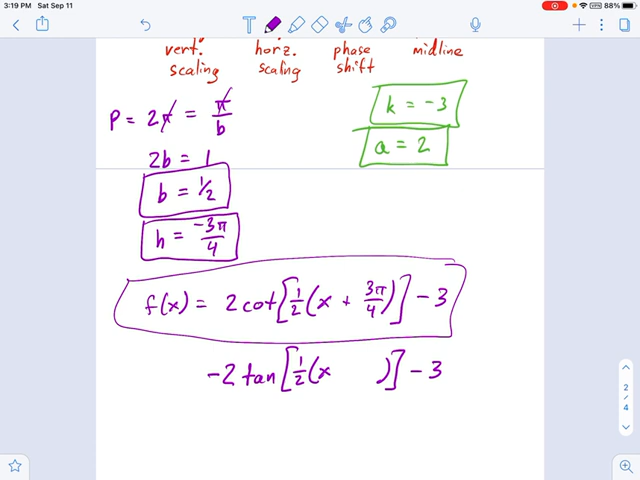 3:19 PM Sat Sep 11
88%
vert. scaling
horz. scaling
phase shift
midline
P = 2π = π/b
2b = 1
b = 1/2
h = -3π/4
k = -3
a = 2
f(x) = 2cot[1/2(x + 3π/4)] - 3
-2tan[1/2(x )] - 3
2/4